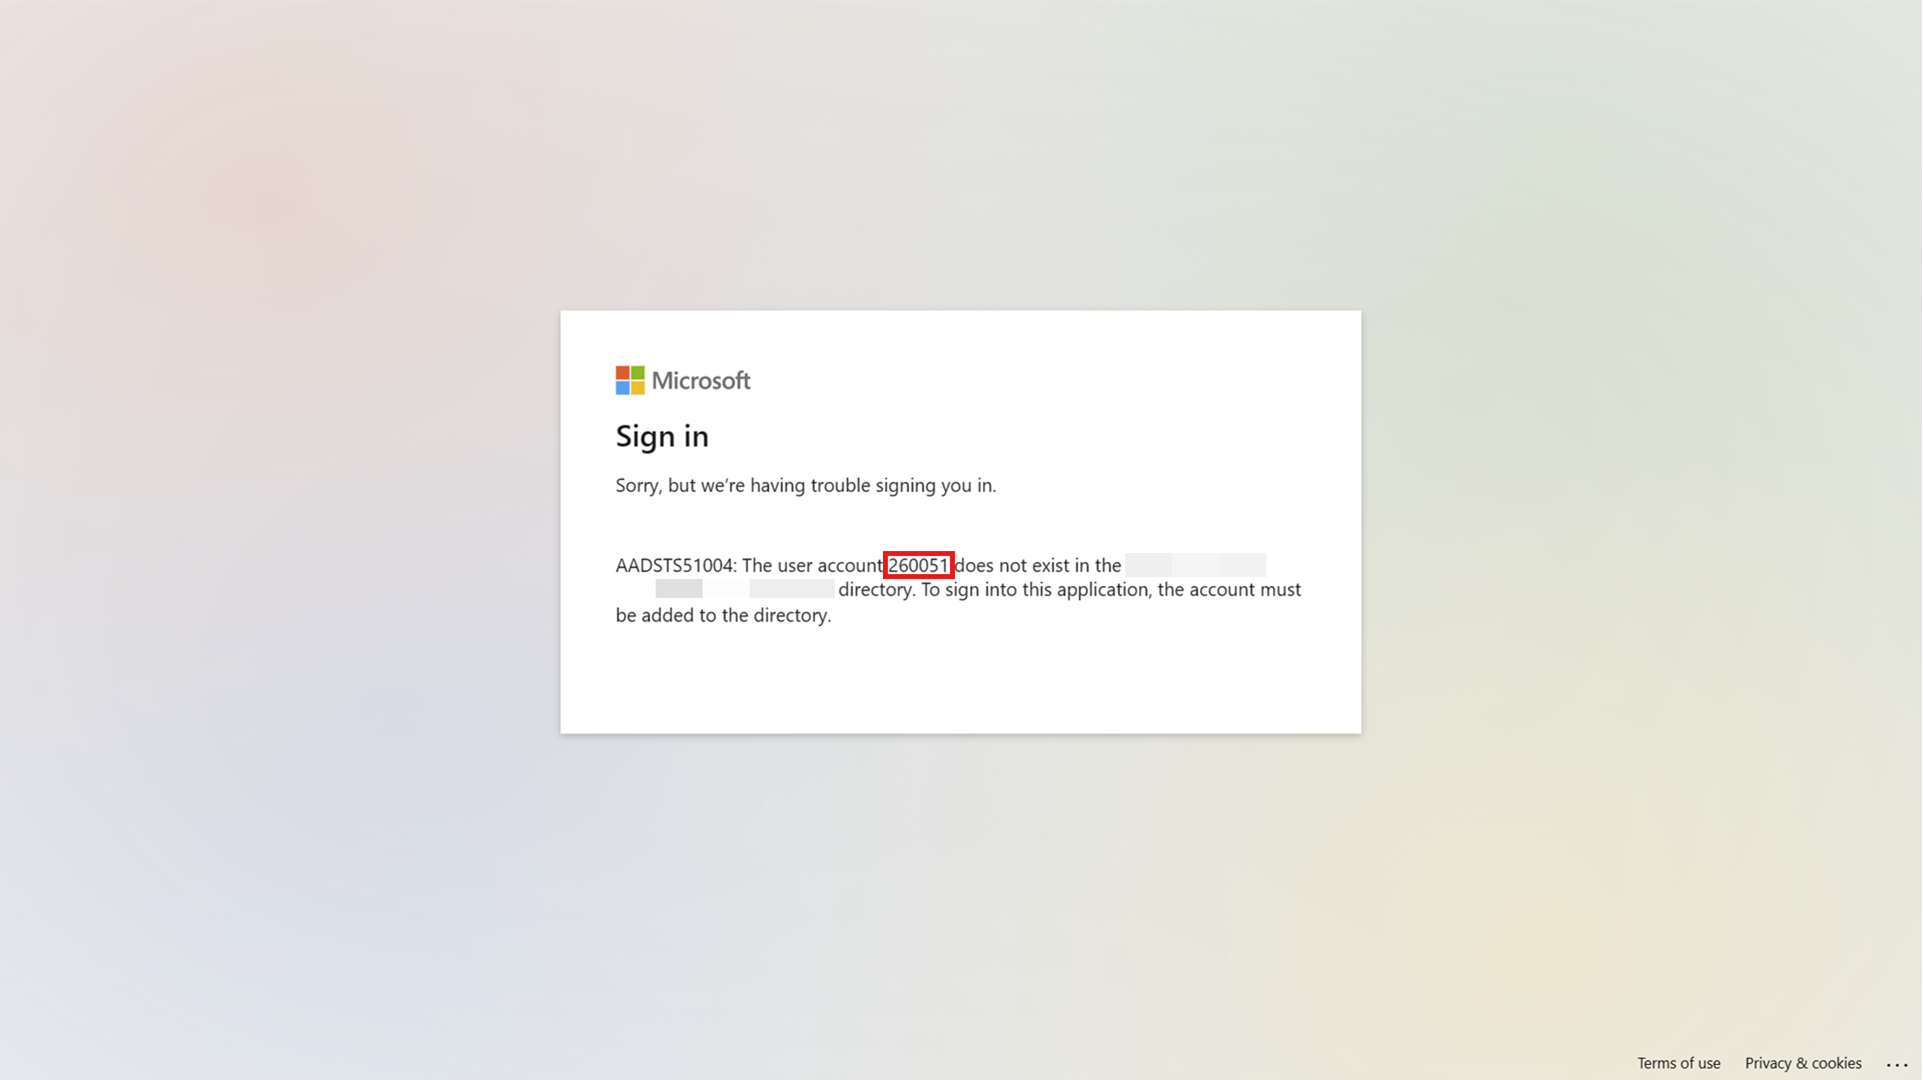 Microsoft
Sign in
Sorry, but we're having trouble signing you in.
AADSTS51004: The user account 260051 does not exist in the
directory. To sign into this application, the account must
be added to the directory.
Terms of use Privacy & cookies ...